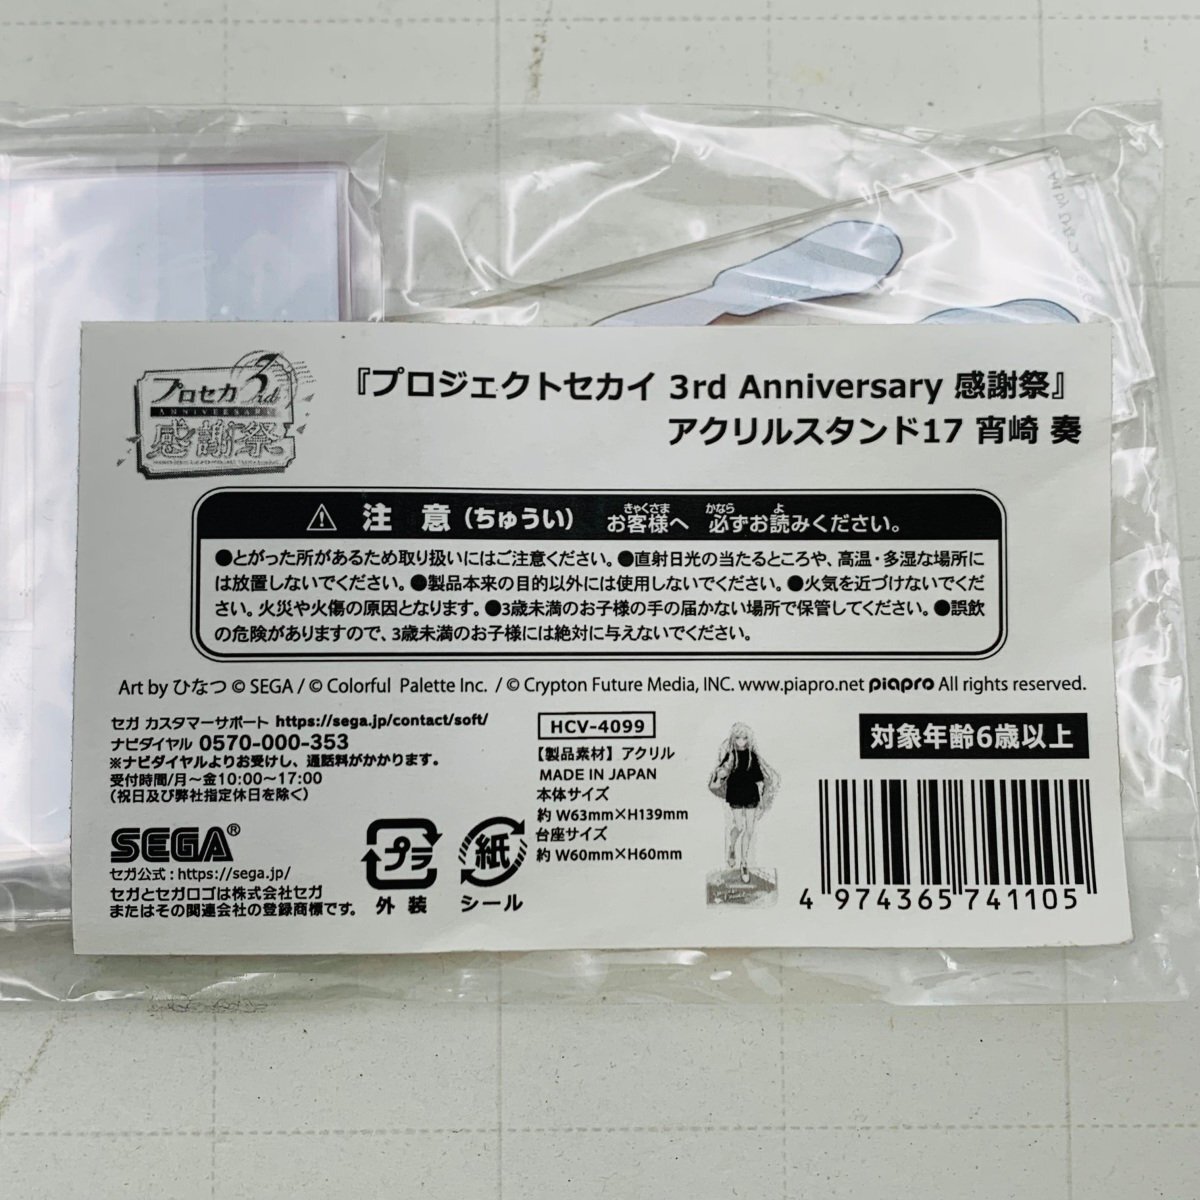 プロセカ 3rd
ANNIVERSARY
感謝祭
『プロジェクトセカイ 3rd Anniversary 感謝祭』
アクリルスタンド17 宵崎 奏
注 意(ちゅうい) お客様へ 必ずお読みください。
きゃくさま かなら よ
●とがった所があるため取り扱いにはご注意ください。●直射日光の当たるところや、高温・多湿な場所に
は放置しないでください。●製品本来の目的以外には使用しないでください。●火気を近づけないでくだ
さい。火災や火傷の原因となります。●3歳未満のお子様の手の届かない場所で保管してください。●誤飲
の危険がありますので、3歳未満のお子様には絶対に与えないでください。
Art by ひなつ © SEGA / © Colorful Palette Inc. / © Crypton Future Media, INC. www.piapro.net piapro All rights reserved.
セガ カスタマーサポート https://sega.jp/contact/soft/
ナビダイヤル 0570-000-353
※ナビダイヤルよりお受けし、通話料がかかります。
受付時間/月～金10:00～17:00
(祝日及び弊社指定休日を除く)
SEGA®
セガ公式:https://sega.jp/
セガとセガロゴは株式会社セガ
またはその関連会社の登録商標です。
プラ
外 装
紙
シール
HCV-4099
【製品素材】アクリル
MADE IN JAPAN
本体サイズ
約 W63mm×H139mm
台座サイズ
約 W60mm×H60mm
対象年齢6歳以上
4 974365 741105